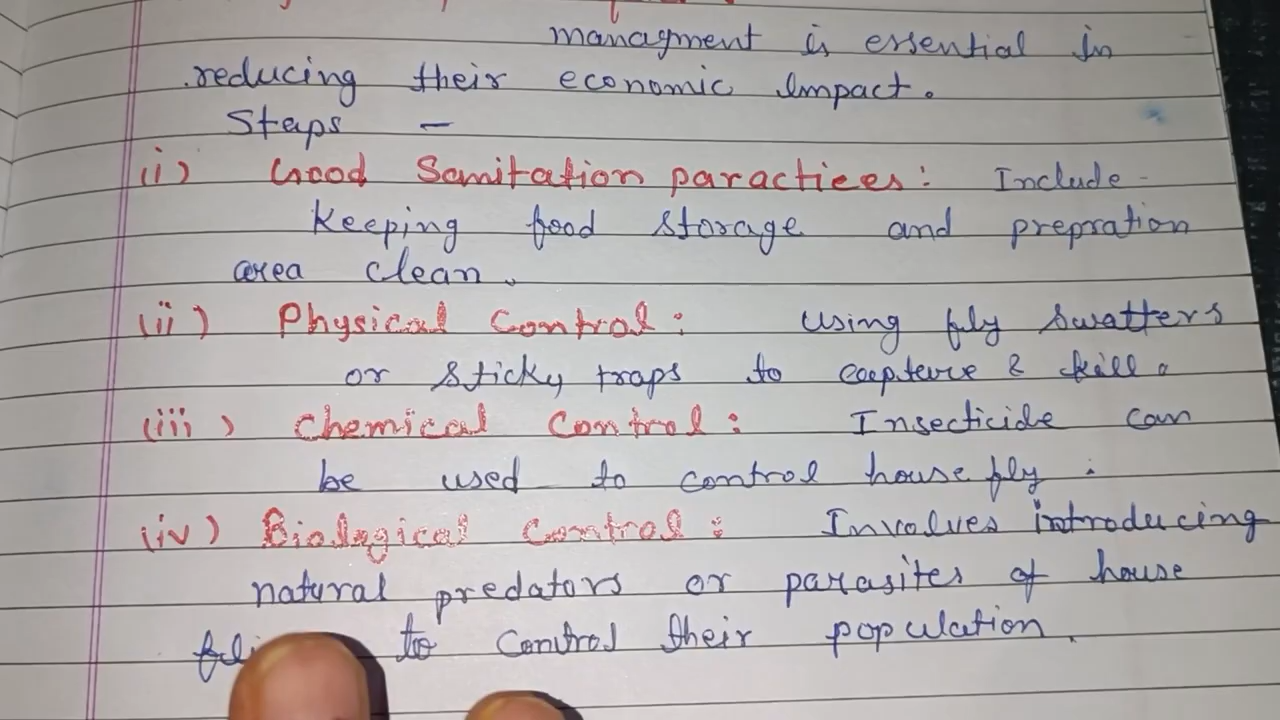 managment is essential in
reducing their economic Impact.
Steps -
(i) Good Sanitation paractices: Include -
Keeping food storage and prepration
area clean.
(ii) Physical Control: Using fly swatters
or sticky traps to capteure & kill.
(iii) Chemical Control: Insecticide can
be used to control house fly.
(iv) Biological Control: Involves introducing
natural predators or parasites of house
to control their population.